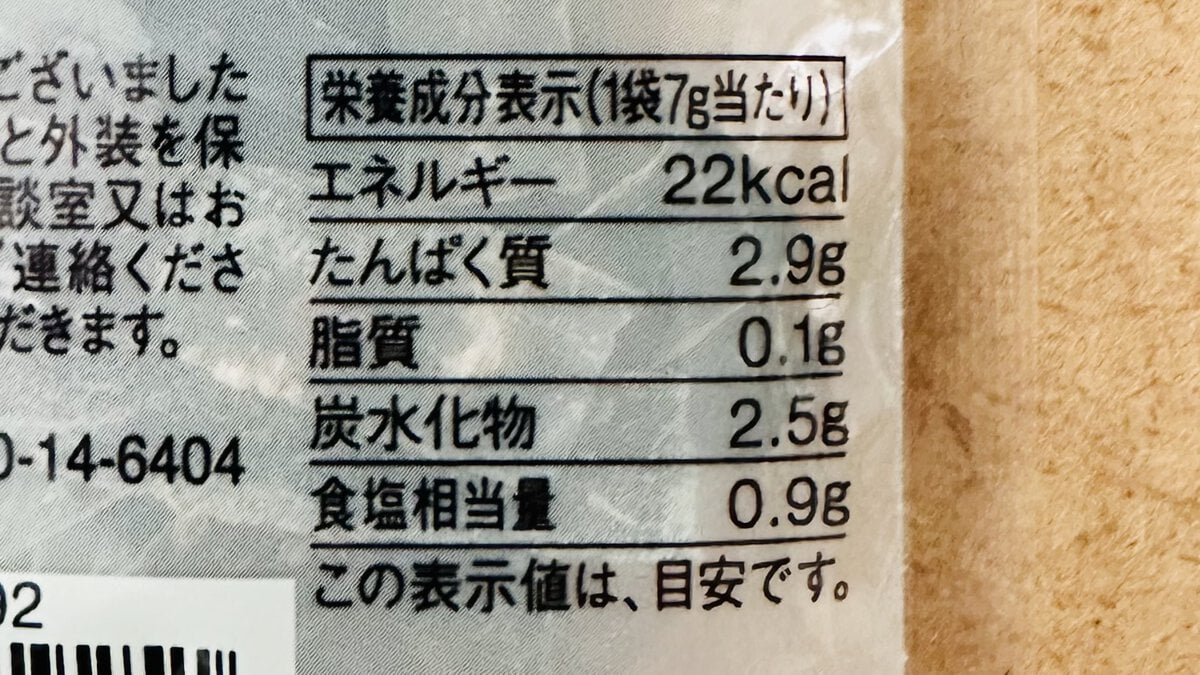 ございました
と外装を保
談室又はお
連絡くださ
だきます。
0-14-6404
92
栄養成分表示(1袋7g当たり)
エネルギー 22kcal
たんぱく質 2.9g
脂質 0.1g
炭水化物 2.5g
食塩相当量 0.9g
この表示値は、目安です。